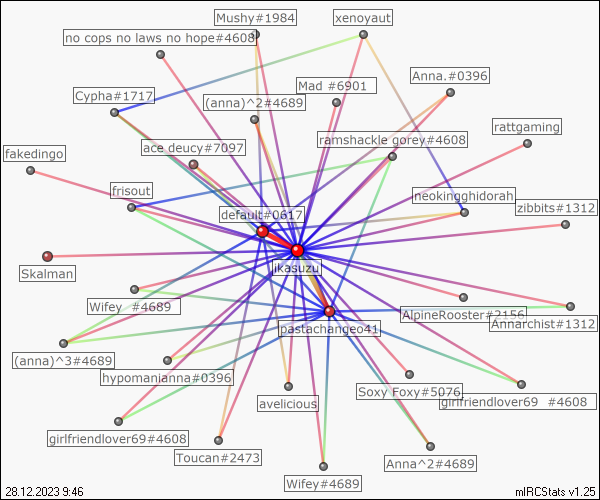 Mushy#1984
xenoyaut
no cops no laws no hope#4608
Mad #6901
Anna.#0396
Cypha#1717
(anna)^2#4689
rattgaming
ramshackle gorey#4608
ace deucy#7097
fakedingo
frisout
neokingghidorah
zibbits#1312
default#0617
Skalman
jikasuzu
Wifey  #4689
AlpineRooster#2156
Annarchist#1312
pastachangeo41
(anna)^3#4689
hypomanianna#0396
Soxy Foxy#5076
girlfriendlover69  #4608
avelicious
girlfriendlover69#4608
Toucan#2473
Anna^2#4689
Wifey#4689
28.12.2023 9:46
mIRCStats v1.25